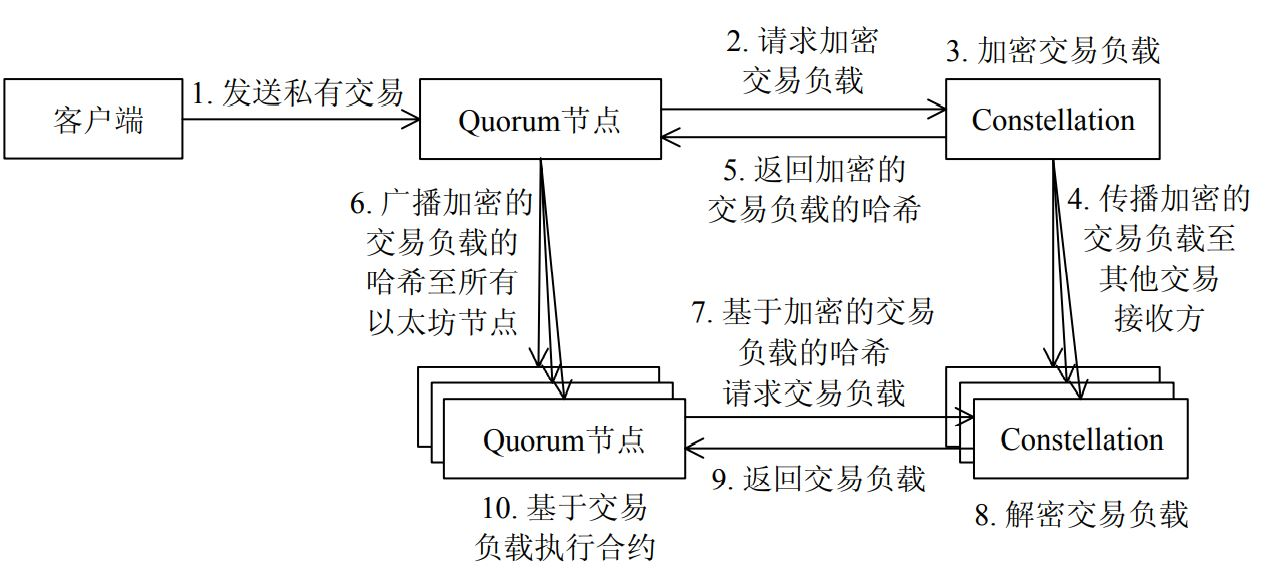 客户端
1. 发送私有交易
Quorum节点
2. 请求加密
交易负载
3. 加密交易负载
Constellation
5. 返回加密的
交易负载的哈希
4. 传播加密的
交易负载至
其他交易
接收方
6. 广播加密的
交易负载的
哈希至所有
以太坊节点
7. 基于加密的交易
负载的哈希
请求交易负载
Quorum节点
Constellation
9. 返回交易负载
8. 解密交易负载
10. 基于交易
负载执行合约